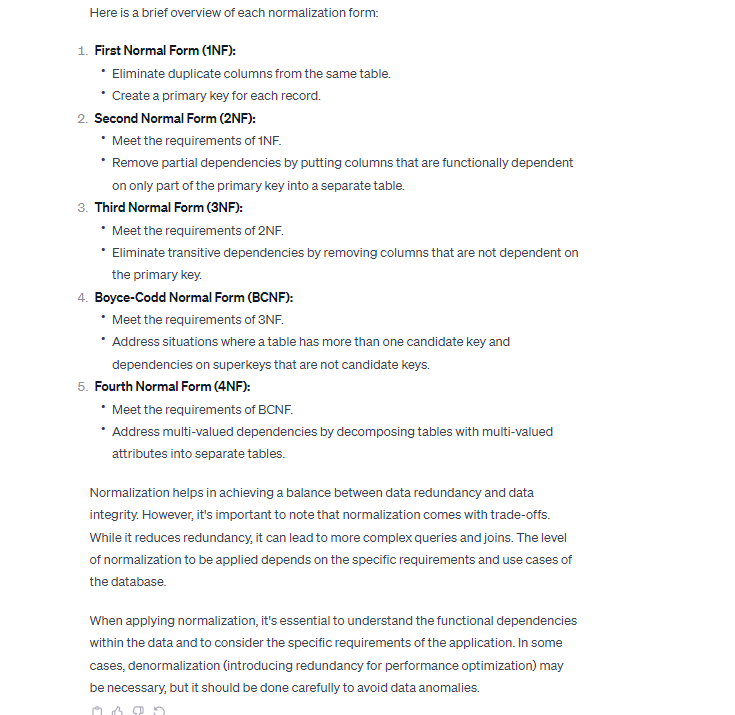 Here is a brief overview of each normalization form:
1. First Normal Form (1NF):
• Eliminate duplicate columns from the same table.
• Create a primary key for each record.
2. Second Normal Form (2NF):
• Meet the requirements of 1NF.
• Remove partial dependencies by putting columns that are functionally dependent
on only part of the primary key into a separate table.
3. Third Normal Form (3NF):
• Meet the requirements of 2NF.
• Eliminate transitive dependencies by removing columns that are not dependent on
the primary key.
4. Boyce-Codd Normal Form (BCNF):
• Meet the requirements of 3NF.
• Address situations where a table has more than one candidate key and
dependencies on superkeys that are not candidate keys.
5. Fourth Normal Form (4NF):
• Meet the requirements of BCNF.
• Address multi-valued dependencies by decomposing tables with multi-valued
attributes into separate tables.
Normalization helps in achieving a balance between data redundancy and data
integrity. However, it's important to note that normalization comes with trade-offs.
While it reduces redundancy, it can lead to more complex queries and joins. The level
of normalization to be applied depends on the specific requirements and use cases of
the database.
When applying normalization, it's essential to understand the functional dependencies
within the data and to consider the specific requirements of the application. In some
cases, denormalization (introducing redundancy for performance optimization) may
be necessary, but it should be done carefully to avoid data anomalies.